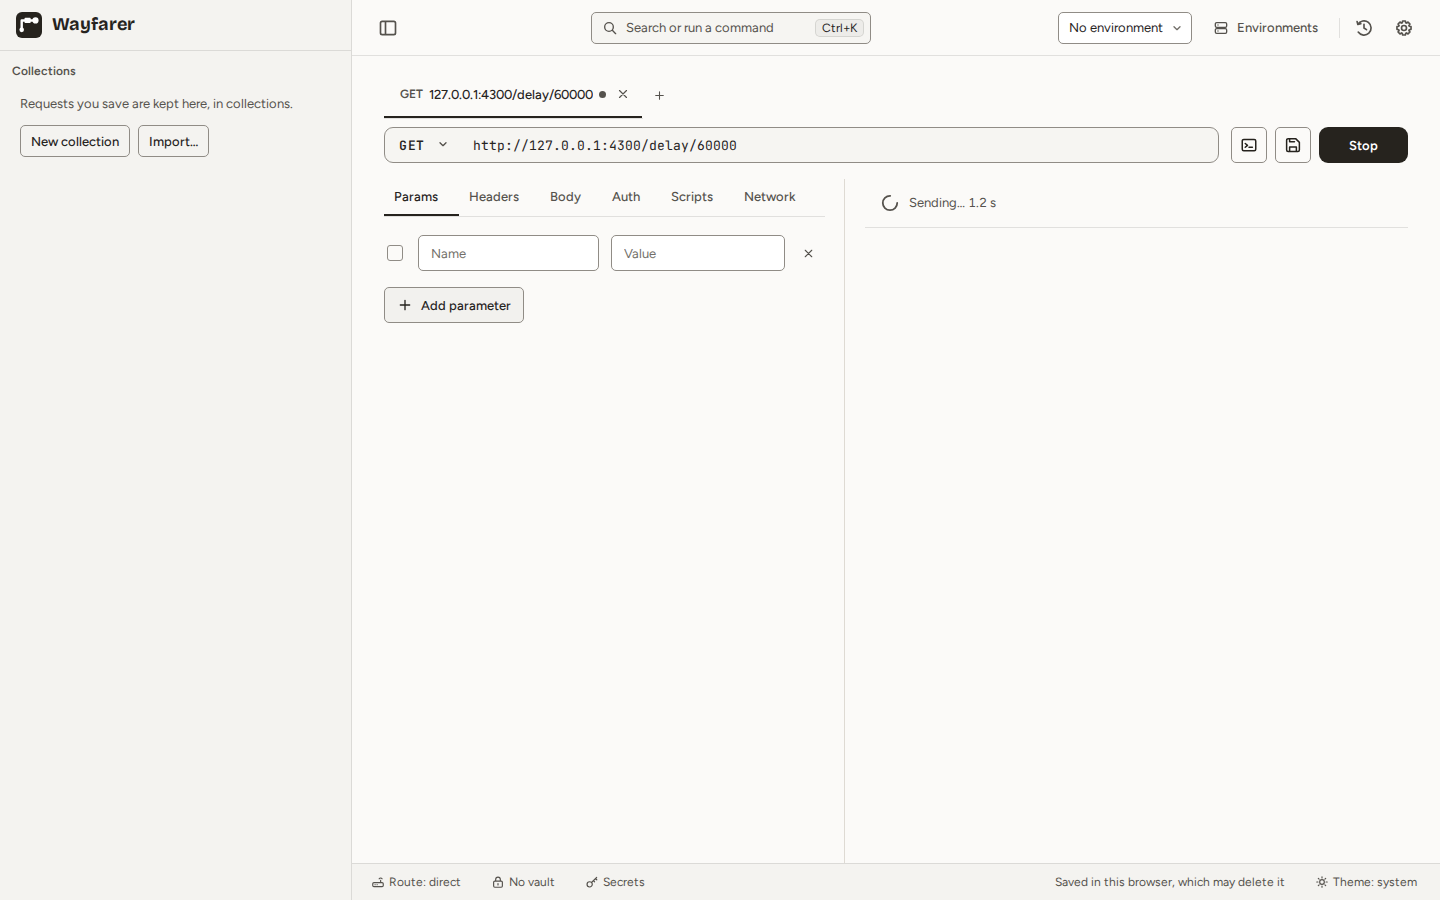 Wayfarer
Search or run a command
Ctrl+K
No environment
Environments
Collections
Requests you save are kept here, in collections.
New collection
Import...
GET 127.0.0.1:4300/delay/60000
GET
http://127.0.0.1:4300/delay/60000
Stop
Params
Headers
Body
Auth
Scripts
Network
Name
Value
Add parameter
Sending... 1.2 s
Route: direct
No vault
Secrets
Saved in this browser, which may delete it
Theme: system